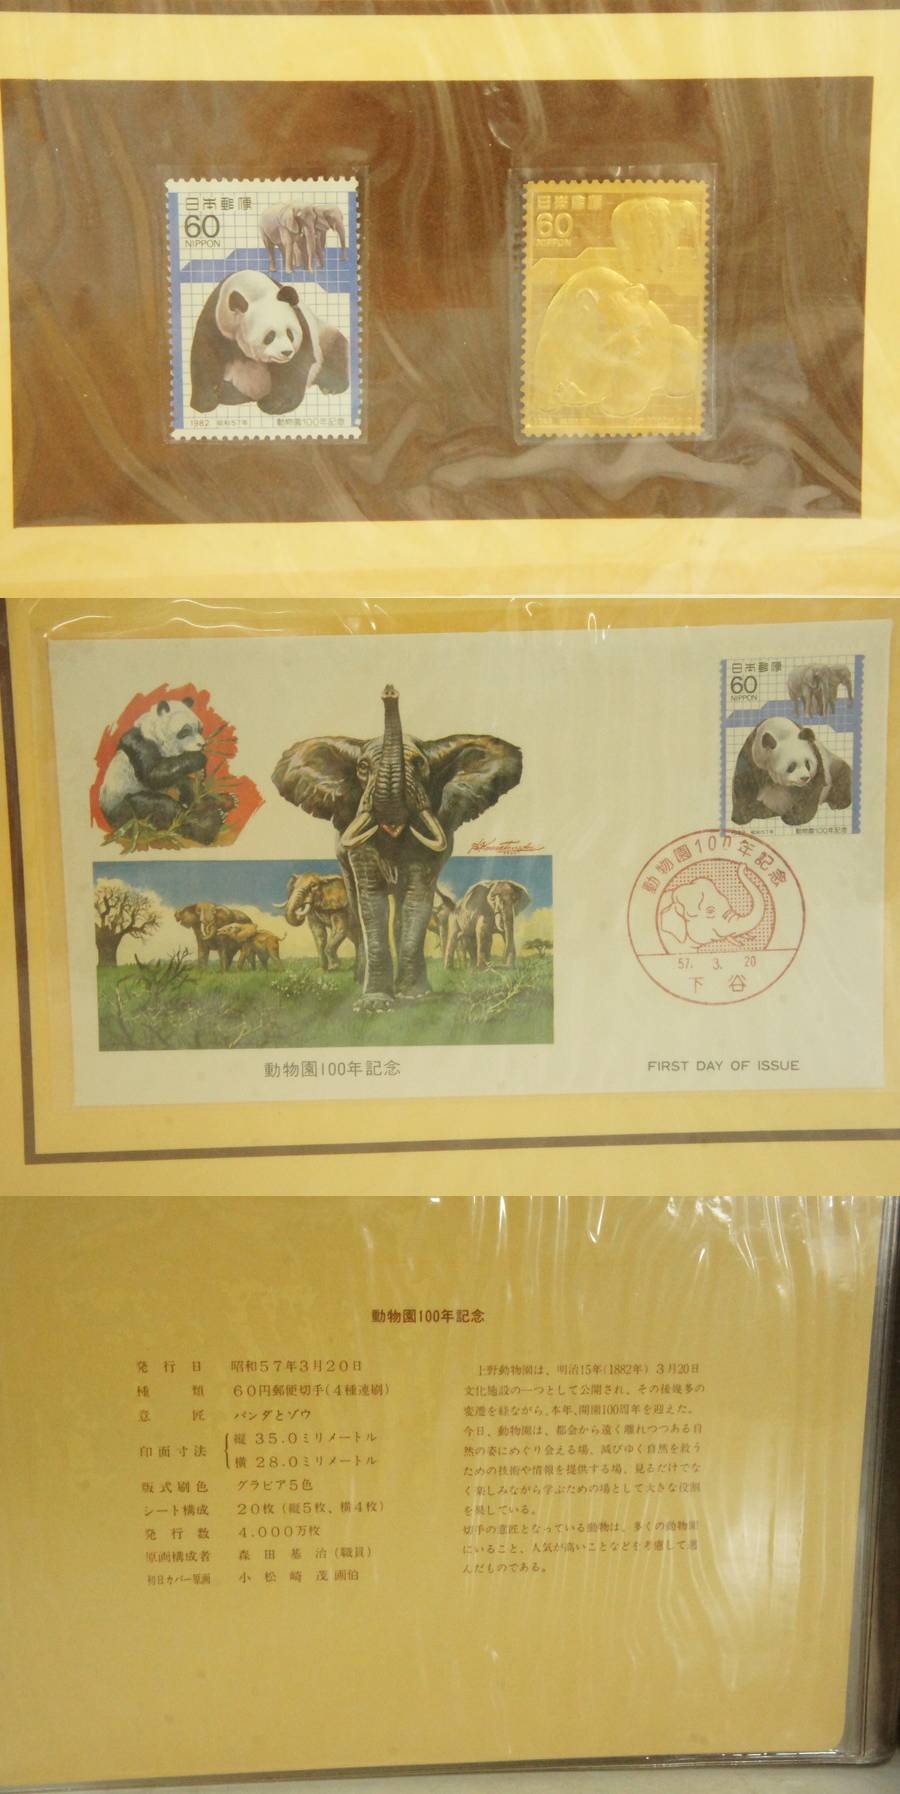 日本郵便
60
NIPPON
1982 昭和57年 動物園100年記念
日本郵便
60
NIPPON
日本郵便
60
NIPPON
1982 昭和57年 動物園100年記念
動物園100年記念
57. 3. 20
下谷
動物園100年記念
FIRST DAY OF ISSUE
動物園100年記念
発行日 昭和57年3月20日
種類 60円郵便切手(4種連刷)
意匠 パンダとゾウ
印面寸法 縦 35.0ミリメートル
横 28.0ミリメートル
版式刷色 グラビア5色
シート構成 20枚(縦5枚、横4枚)
発行数 4.000万枚
原画構成者 森田基治(職員)
初日カバー原画 小松崎茂画伯
上野動物園は、明治15年(1882年)3月20日
文化施設の一つとして公開され、その後幾多の
変遷を経ながら、本年、開園100周年を迎えた。
今日、動物園は、都会から遠く離れつつある自
然の姿にめぐり会える場、滅びゆく自然を救う
ための技術や情報を提供する場、見るだけでな
く楽しみながら学ぶための場として大きな役割
を果している。
切手の意匠となっている動物は、多くの動物園
にいること、人気が高いことなどを考慮して選
んだものである。